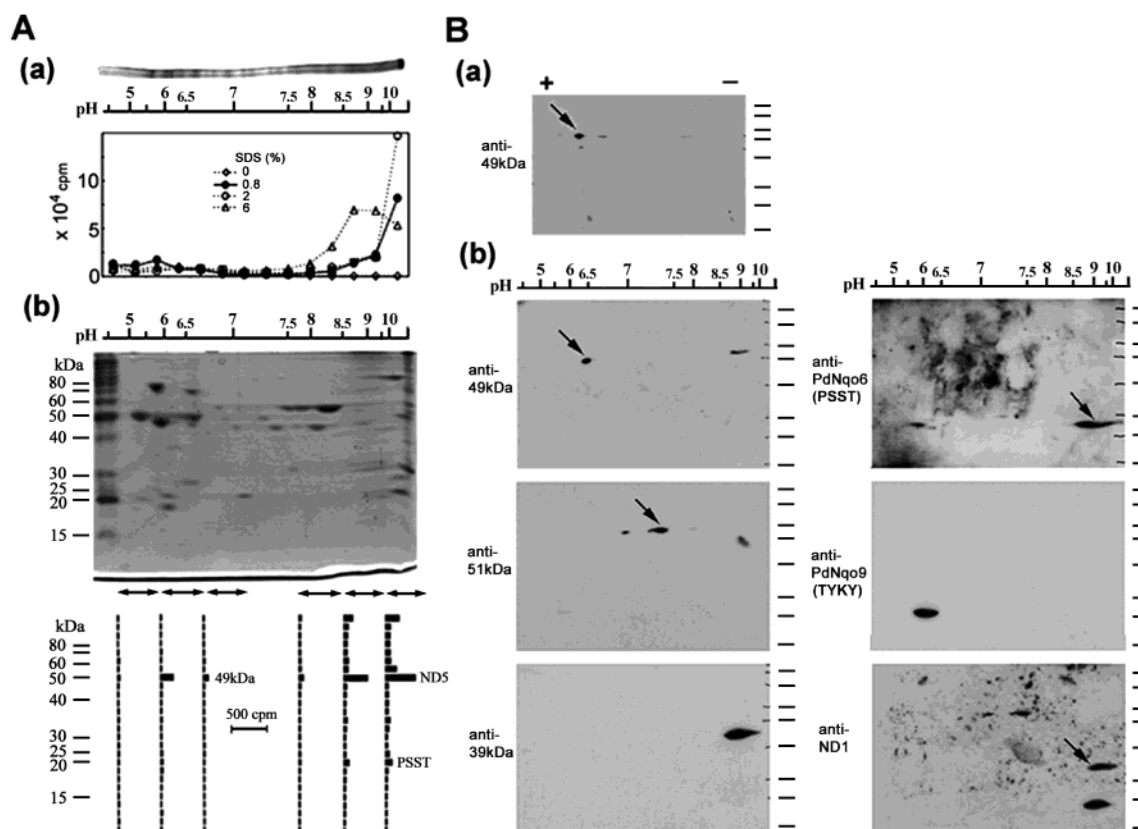 A
(a)
pH 5 6 6.5 7 7.5 8 8.5 9 10
x 10⁴ cpm
10
5
0
SDS (%)
0
0.8
2
6
(b)
pH 5 6 6.5 7 7.5 8 8.5 9 10
kDa
80
60
50
40
30
25
20
15
kDa
80
60
50
40
30
25
20
15
49kDa
500 cpm
ND5
PSST
B
(a)
+ −
anti-
49kDa
(b)
pH 5 6 6.5 7 7.5 8 8.5 9 10
anti-
49kDa
anti-
51kDa
anti-
39kDa
pH 5 6 6.5 7 7.5 8 8.5 9 10
anti-
PdNqo6
(PSST)
anti-
PdNqo9
(TYKY)
anti-
ND1